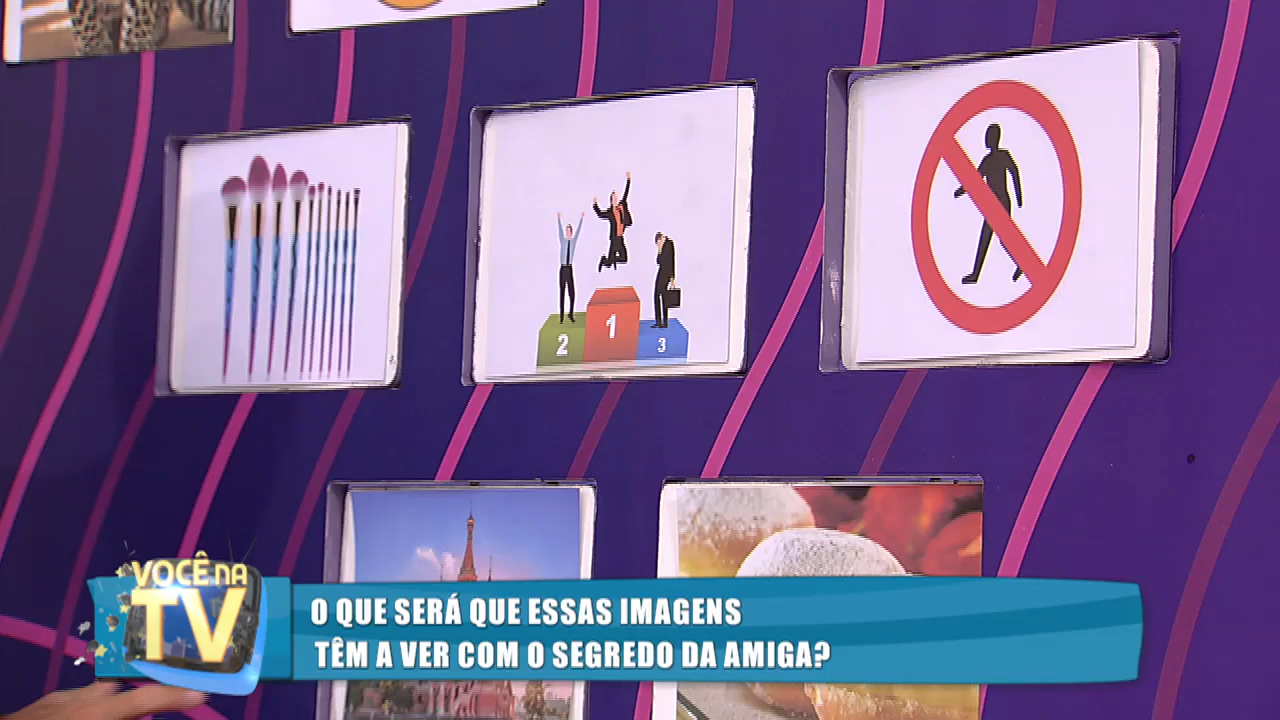 2
1
3
VOCÊ NA
TV
O QUE SERÁ QUE ESSAS IMAGENS
TÊM A VER COM O SEGREDO DA AMIGA?